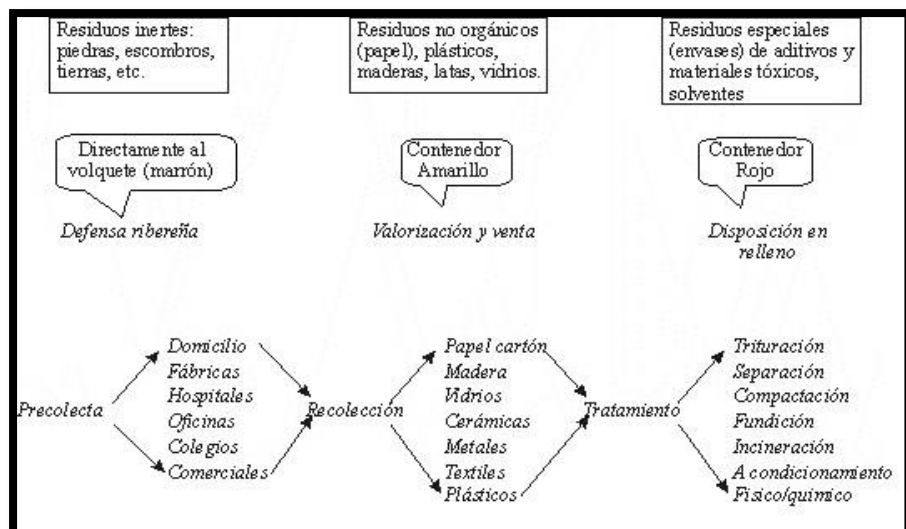 Residuos inertes:
piedras, escombros,
tierras, etc.
Residuos no orgánicos
(papel), plásticos,
maderas, latas, vidrios.
Residuos especiales
(envases) de aditivos y
materiales tóxicos,
solventes
Directamente al
volquete (marrón)
Contenedor
Amarillo
Contenedor
Rojo
Defensa ribereña
Valorización y venta
Disposición en
relleno
Precolecta
Domicilio
Fábricas
Hospitales
Oficinas
Colegios
Comerciales
Recolección
Papel cartón
Madera
Vidrios
Cerámicas
Metales
Textiles
Plásticos
Tratamiento
Trituración
Separación
Compactación
Fundición
Incineración
A condicionamiento
Fisico/quimico